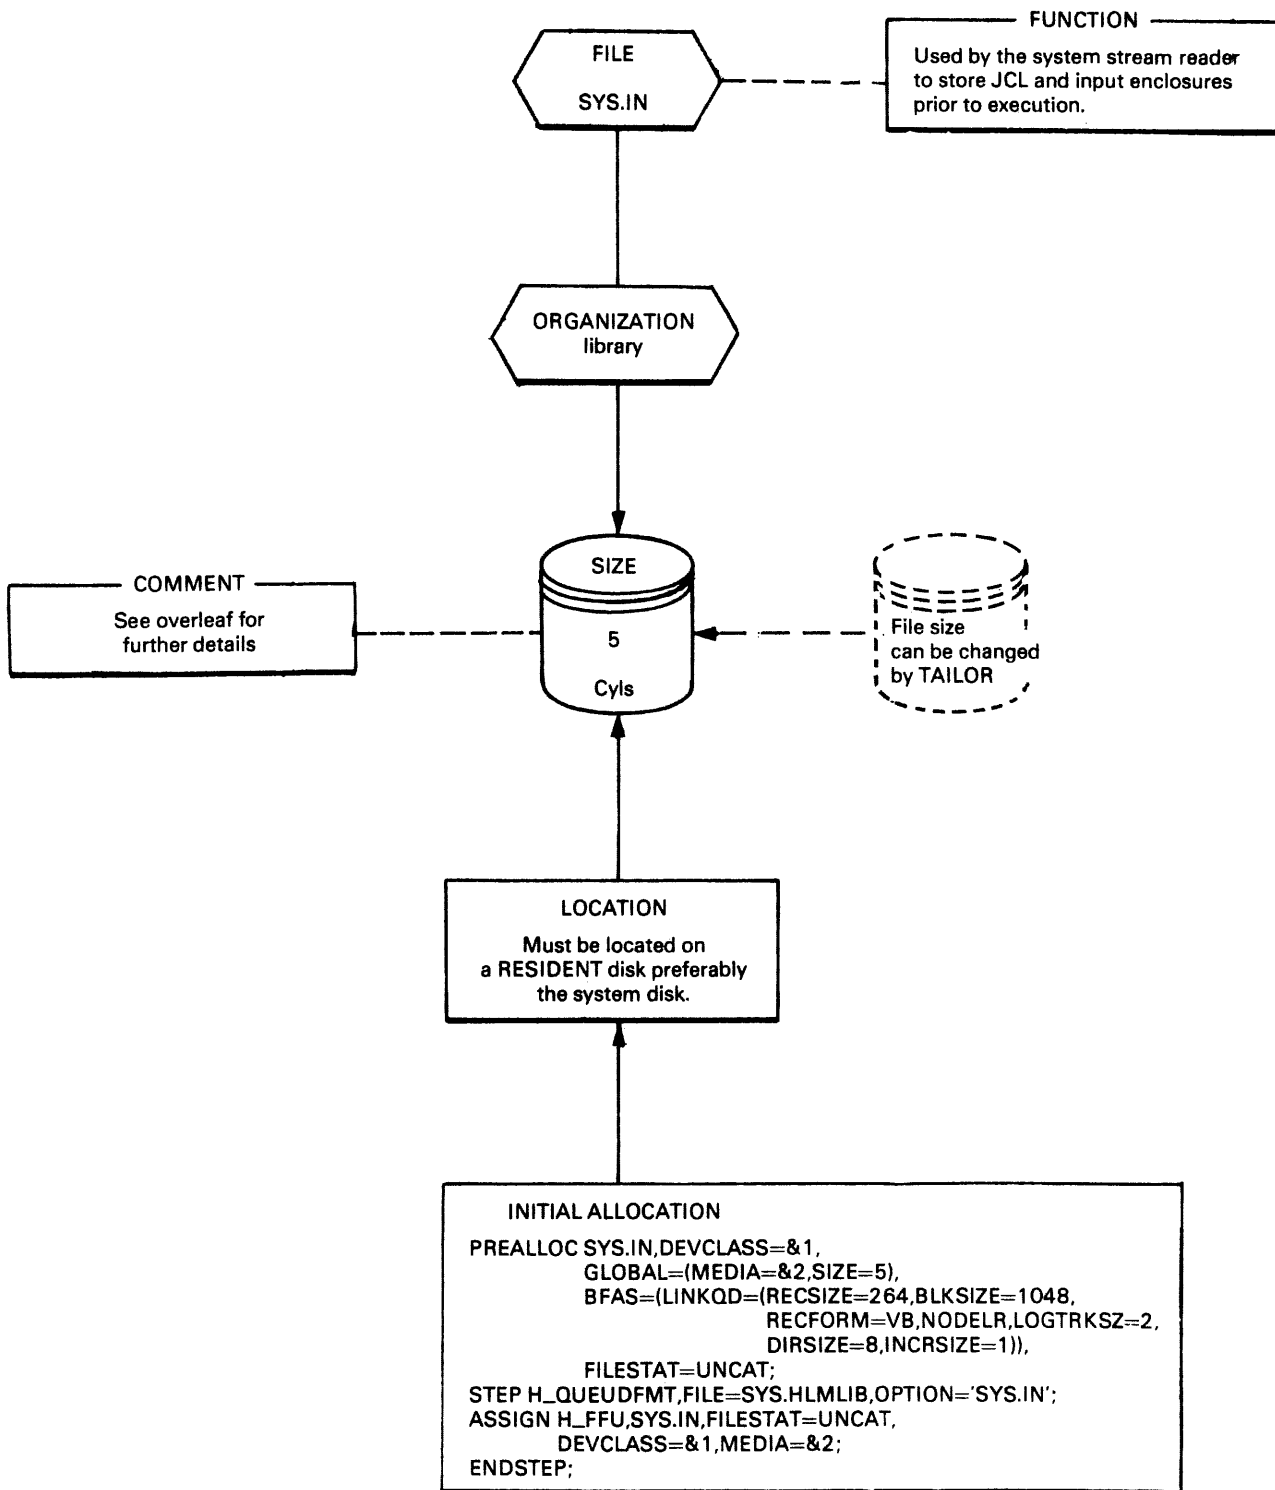 FILE
SYS.IN
FUNCTION
Used by the system stream reader
to store JCL and input enclosures
prior to execution.
ORGANIZATION
library
SIZE
5
Cyls
COMMENT
See overleaf for
further details
File size
can be changed
by TAILOR
LOCATION
Must be located on
a RESIDENT disk preferably
the system disk.
INITIAL ALLOCATION
PREALLOC SYS.IN,DEVCLASS=&1,
GLOBAL=(MEDIA=&2,SIZE=5),
BFAS=(LINKQD=(RECSIZE=264,BLKSIZE=1048,
RECFORM=VB,NODELR,LOGTRKSZ=2,
DIRSIZE=8,INCRSIZE=1)),
FILESTAT=UNCAT;
STEP H_QUEUDFMT,FILE=SYS.HLMLIB,OPTION='SYS.IN';
ASSIGN H_FFU,SYS.IN,FILESTAT=UNCAT,
DEVCLASS=&1,MEDIA=&2;
ENDSTEP;